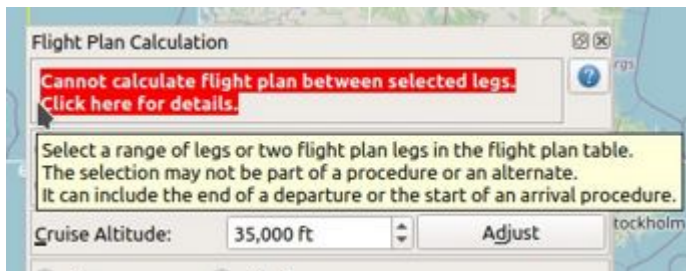 Flight Plan Calculation
Cannot calculate flight plan between selected legs.
Click here for details.
?
rgs
Select a range of legs or two flight plan legs in the flight plan table.
The selection may not be part of a procedure or an alternate.
It can include the end of a departure or the start of an arrival procedure.
Cruise Altitude: 35,000 ft Adjust
tockholm